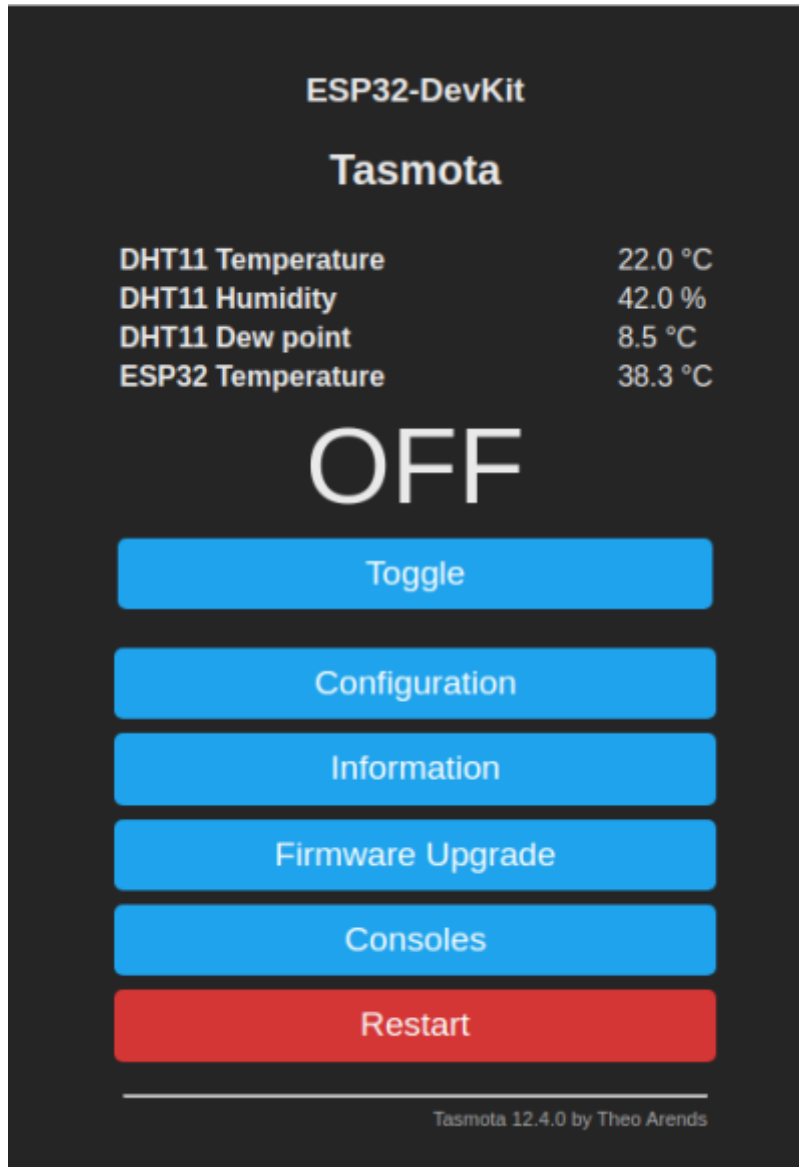 ESP32-DevKit
Tasmota
DHT11 Temperature 22.0 °C
DHT11 Humidity 42.0 %
DHT11 Dew point 8.5 °C
ESP32 Temperature 38.3 °C
OFF
Toggle
Configuration
Information
Firmware Upgrade
Consoles
Restart
Tasmota 12.4.0 by Theo Arends